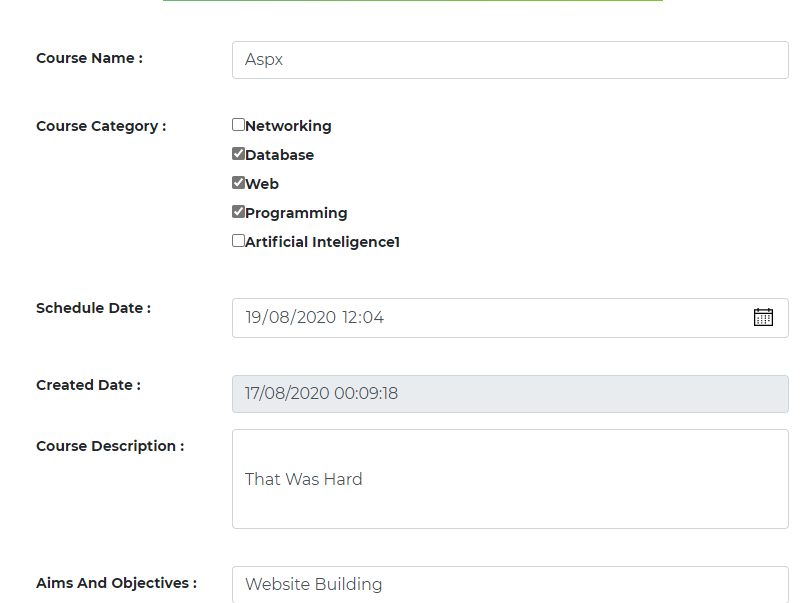 Course Name :
Aspx
Course Category :
Networking
Database
Web
Programming
Artificial Inteligence1
Schedule Date :
19/08/2020 12:04
Created Date :
17/08/2020 00:09:18
Course Description :
That Was Hard
Aims And Objectives :
Website Building